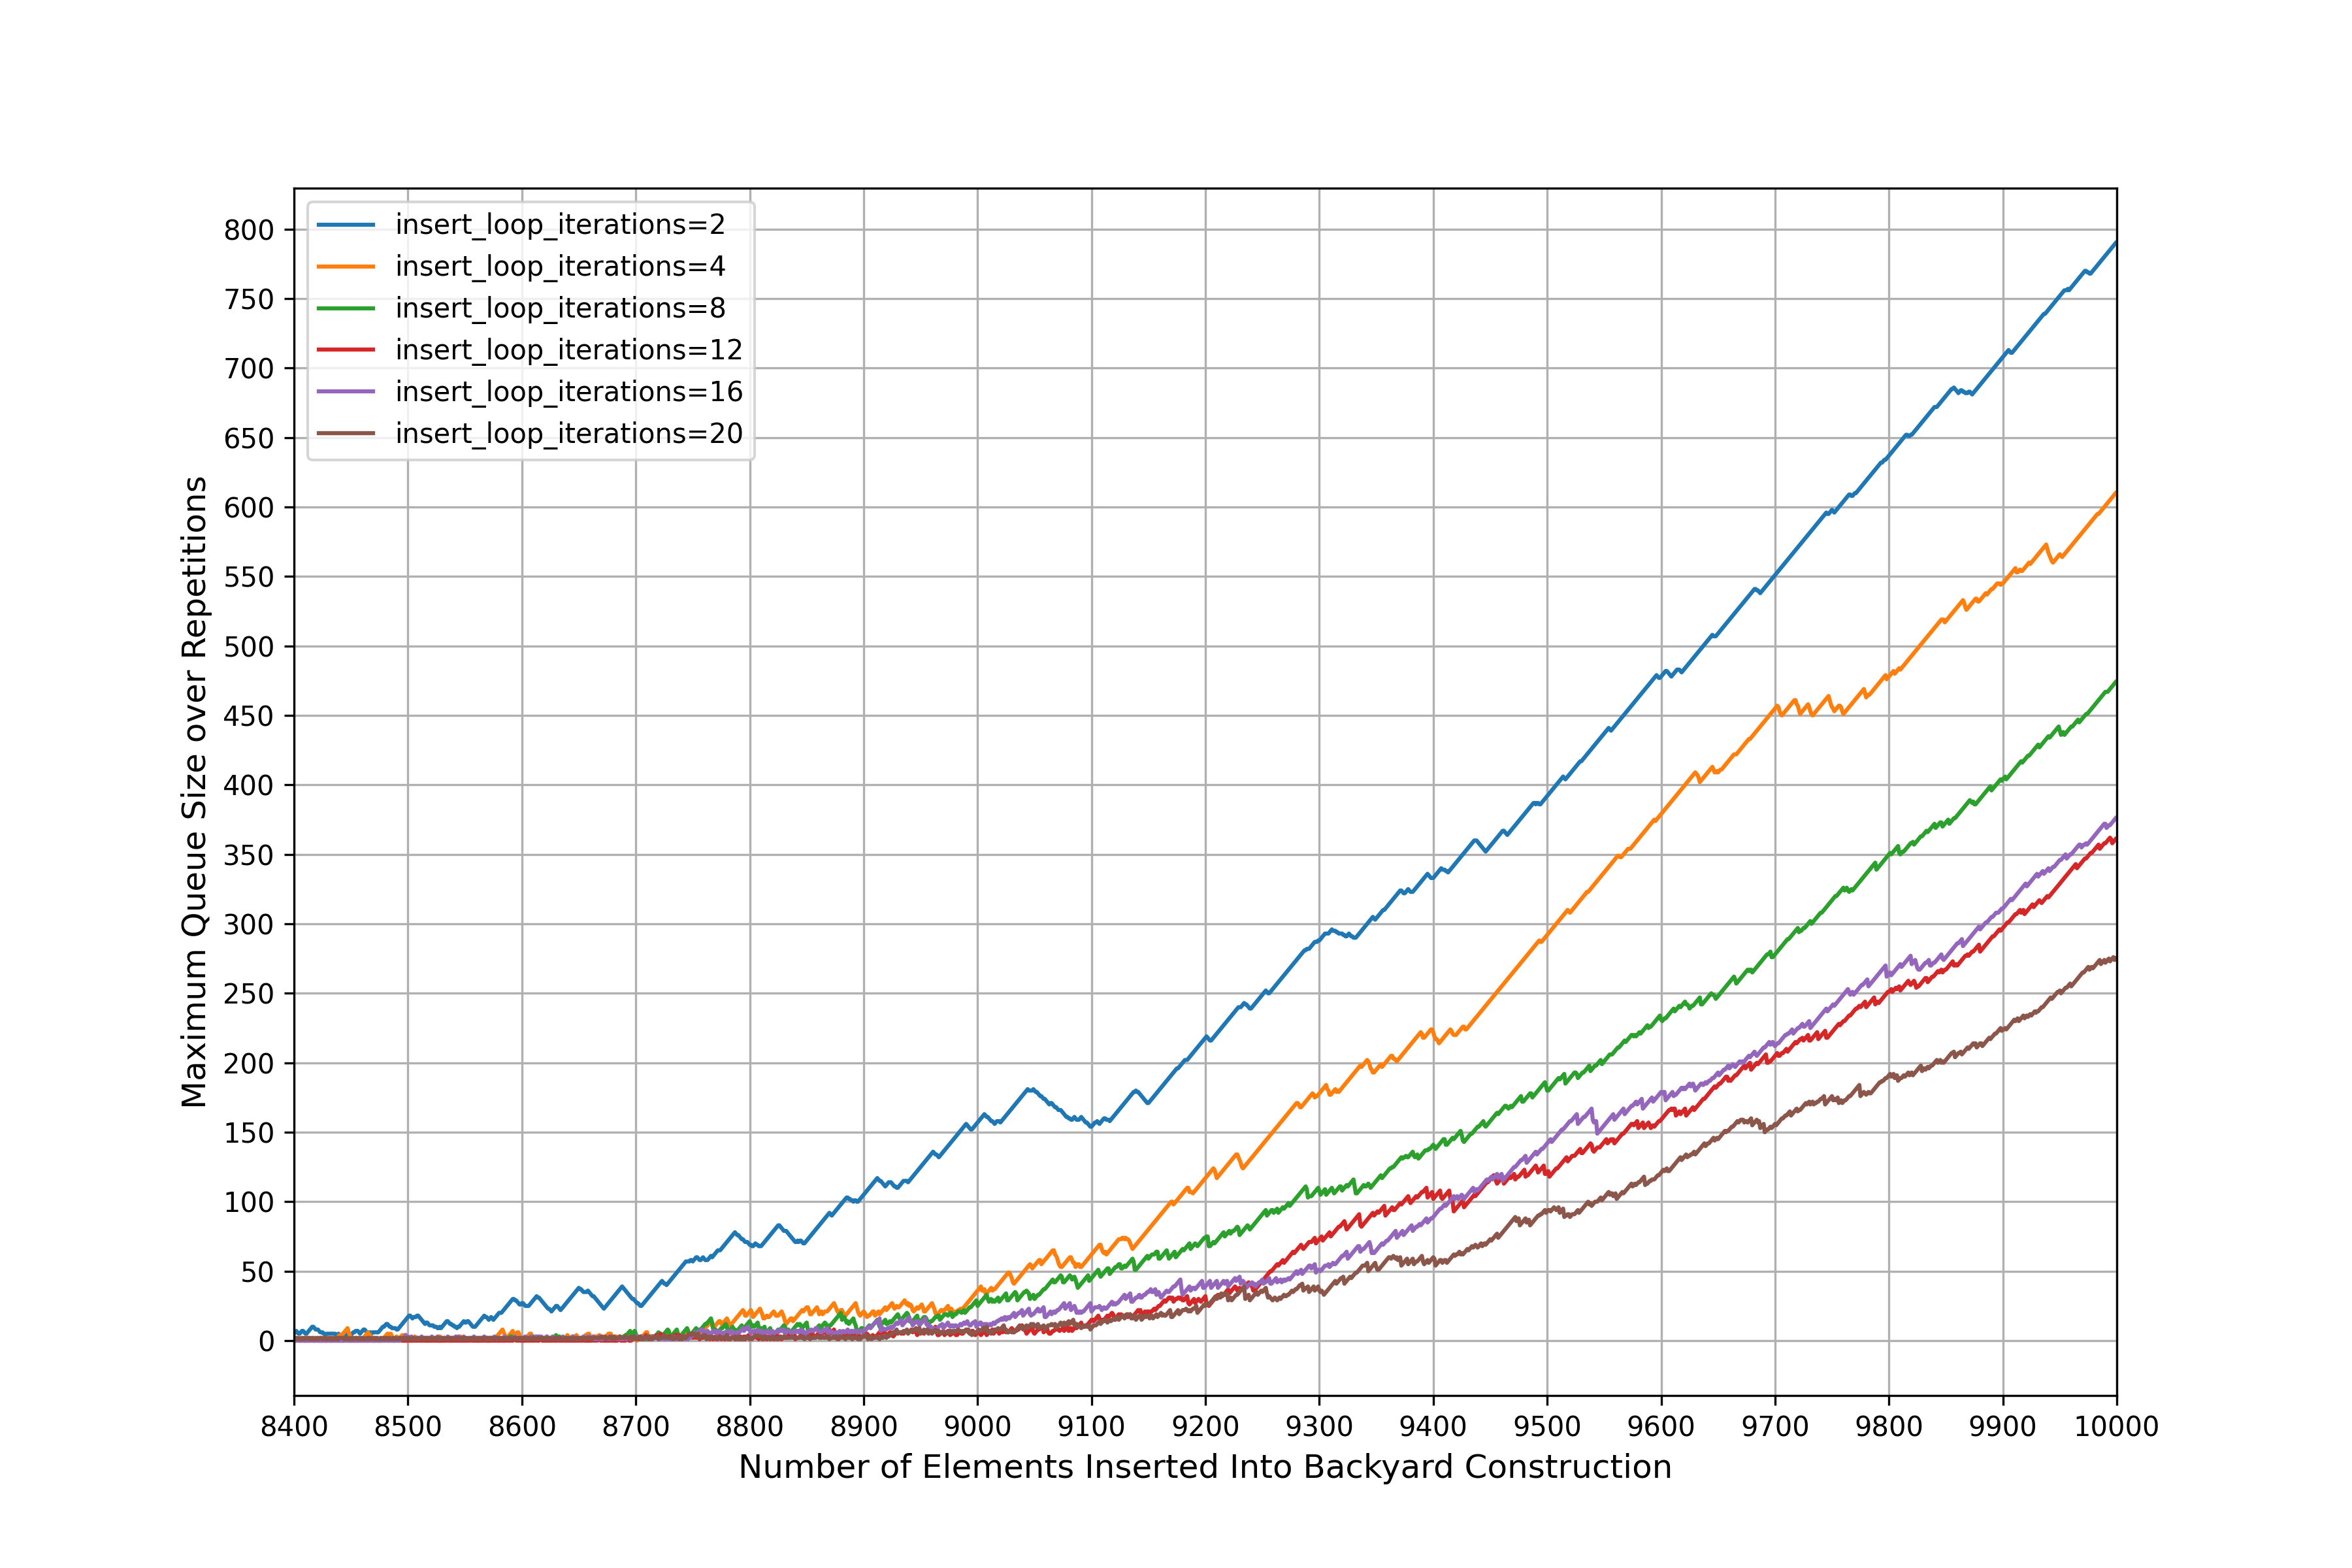 insert_loop_iterations=2
insert_loop_iterations=4
insert_loop_iterations=8
insert_loop_iterations=12
insert_loop_iterations=16
insert_loop_iterations=20
Maximum Queue Size over Repetitions
800
750
700
650
600
550
500
450
400
350
300
250
200
150
100
50
0
8400 8500 8600 8700 8800 8900 9000 9100 9200 9300 9400 9500 9600 9700 9800 9900 10000
Number of Elements Inserted Into Backyard Construction